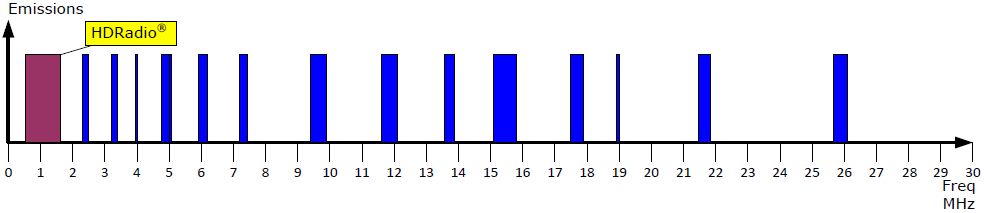 Emissions
HDRadio®
0 1 2 3 4 5 6 7 8 9 10 11 12 13 14 15 16 17 18 19 20 21 22 23 24 25 26 27 28 29 30
Freq
MHz